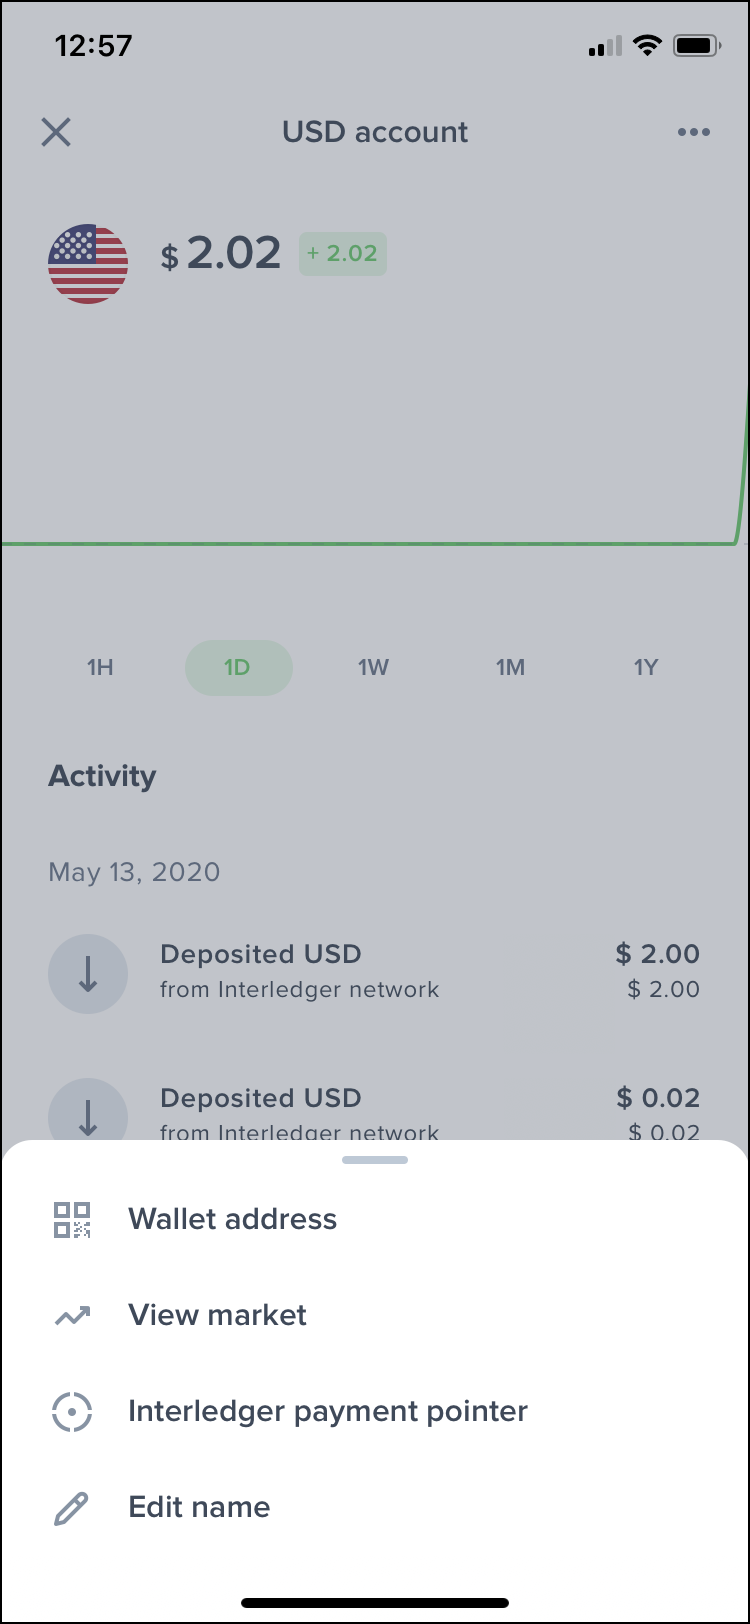 12:57
USD account
$ 2.02 + 2.02
1H 1D 1W 1M 1Y
Activity
May 13, 2020
Deposited USD $ 2.00
from Interledger network $ 2.00
Deposited USD $ 0.02
from Interledger network $ 0.02
Wallet address
View market
Interledger payment pointer
Edit name